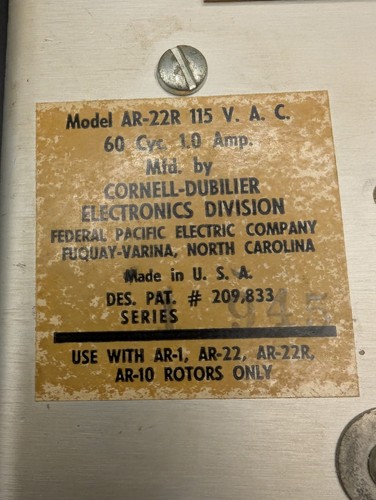 Model AR-22R 115 V. A. C.
60 Cyc. 1.0 Amp.
Mfd. by
CORNELL-DUBILIER
ELECTRONICS DIVISION
FEDERAL PACIFIC ELECTRIC COMPANY
FUQUAY-VARINA, NORTH CAROLINA
Made in U. S. A.
DES. PAT. # 209,833
SERIES 1 945
USE WITH AR-1, AR-22, AR-22R,
AR-10 ROTORS ONLY